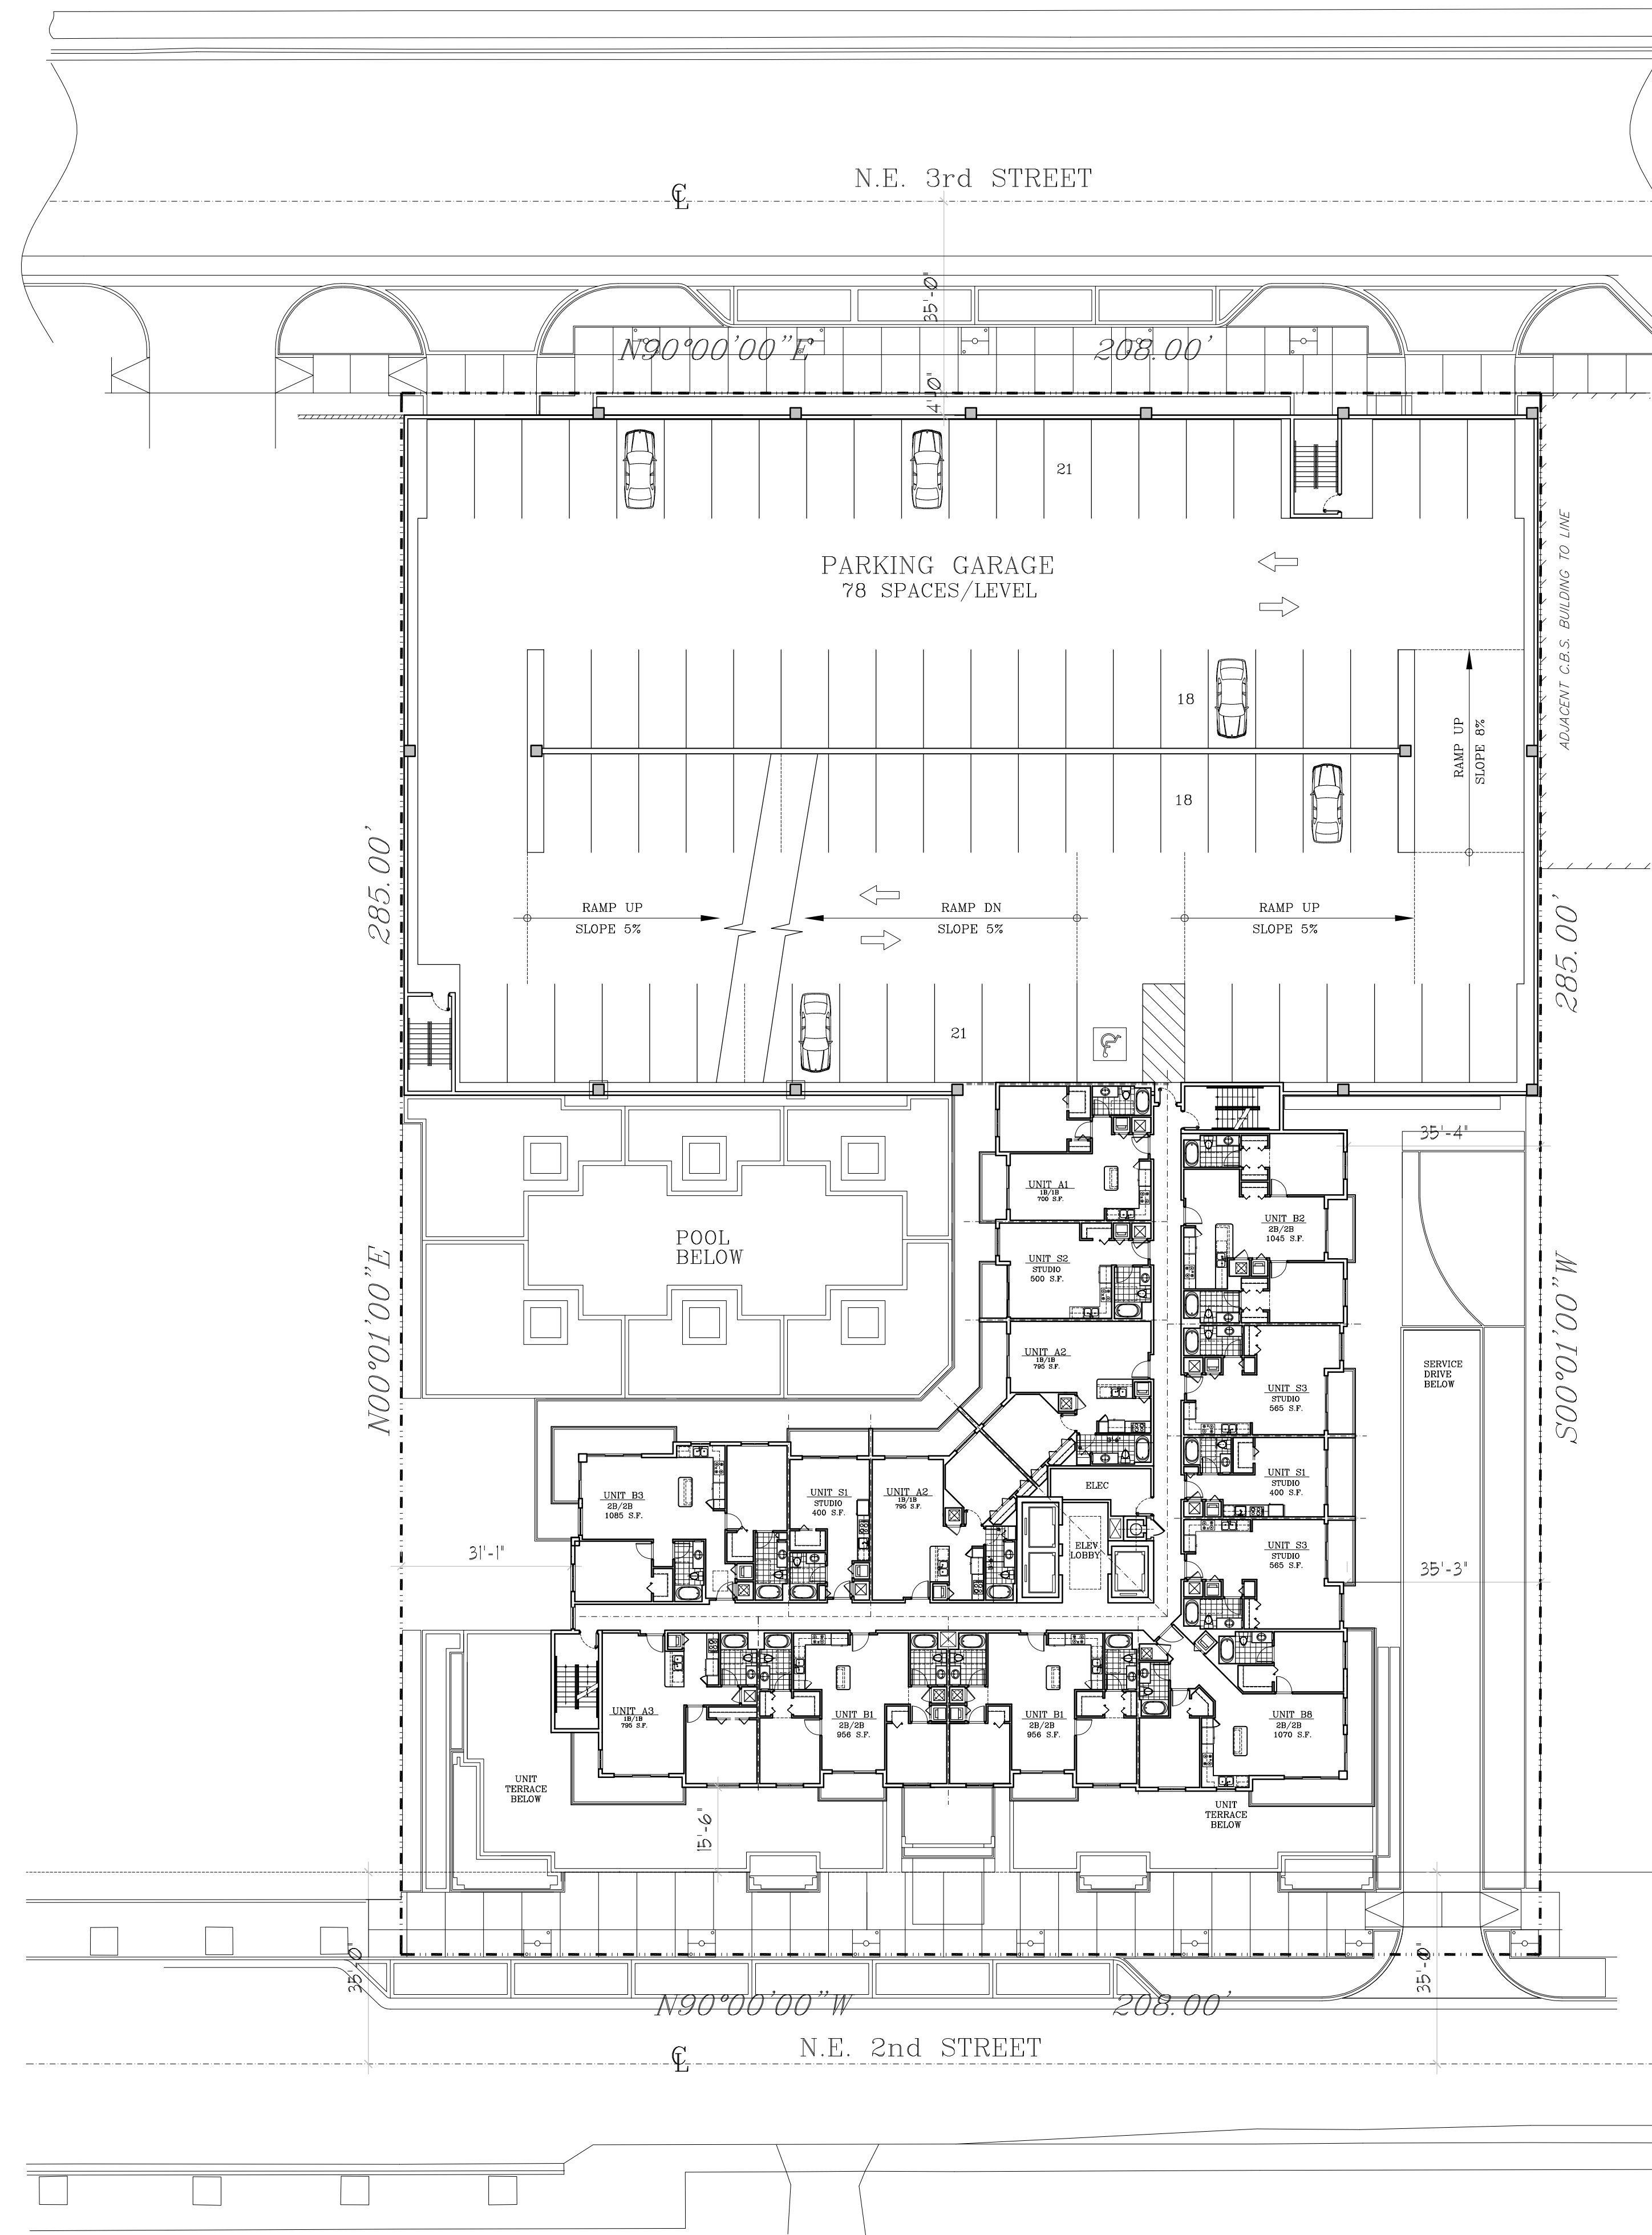 N.E. 3rd STREET
℄
35'-0"
N90°00'00"E
208.00'
4'-0"
21
PARKING GARAGE
78 SPACES/LEVEL
ADJACENT C.B.S. BUILDING TO LINE
18
RAMP UP
SLOPE 8%
18
285.00'
RAMP UP
SLOPE 5%
RAMP DN
SLOPE 5%
RAMP UP
SLOPE 5%
285.00'
21
35'-4"
UNIT A1
1B/1B
700 S.F.
UNIT B2
2B/2B
1045 S.F.
POOL
BELOW
N00°01'00"E
S00°01'00"W
UNIT S2
STUDIO
500 S.F.
UNIT A2
1B/1B
795 S.F.
SERVICE
DRIVE
BELOW
UNIT S3
STUDIO
565 S.F.
UNIT S1
STUDIO
400 S.F.
ELEC
UNIT B3
2B/2B
1085 S.F.
UNIT S1
STUDIO
400 S.F.
UNIT A2
1B/1B
795 S.F.
ELEV
LOBBY
UNIT S3
STUDIO
565 S.F.
31'-1"
35'-3"
UNIT A3
1B/1B
795 S.F.
UNIT B1
2B/2B
956 S.F.
UNIT B1
2B/2B
956 S.F.
UNIT B8
2B/2B
1070 S.F.
UNIT
TERRACE
BELOW
UNIT
TERRACE
BELOW
15'-6"
35'-0"
35'-0"
N90°00'00"W
208.00'
N.E. 2nd STREET
℄